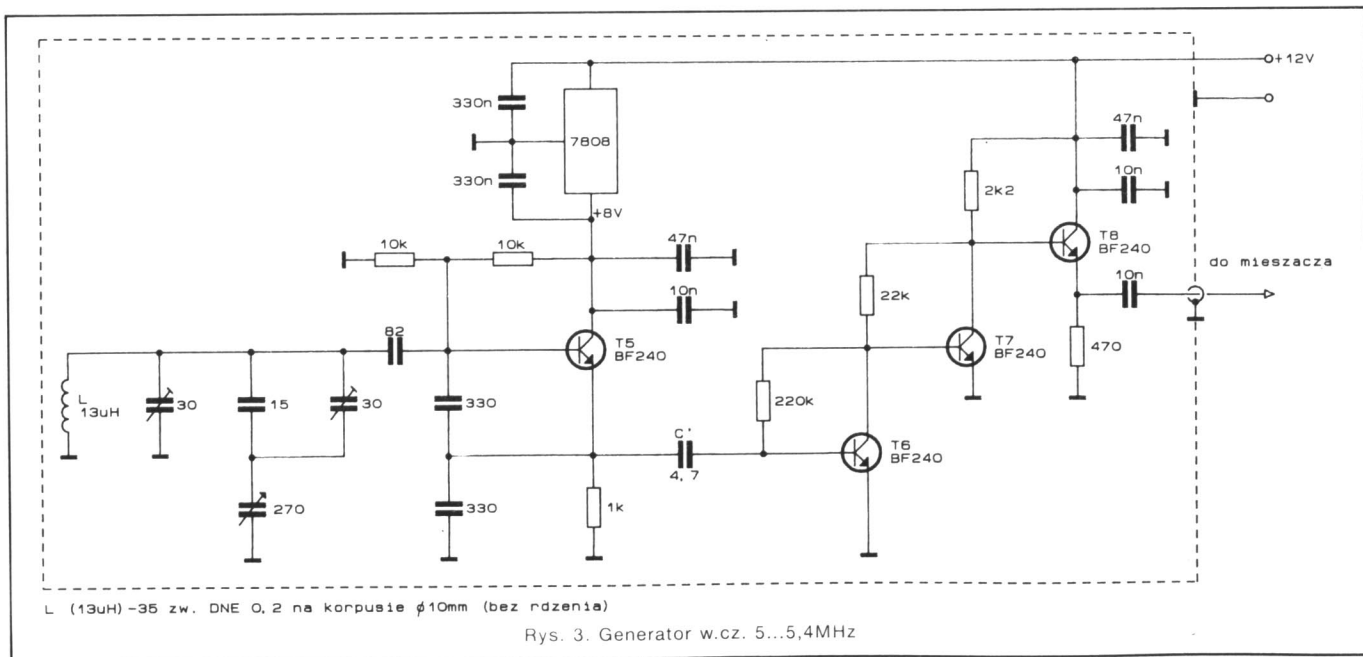 +12V
330n
7808
330n
+8V
47n
10n
2k2
T8
BF240
do mieszacza
10n
470
10k
10k
47n
10n
22k
T7
BF240
82
T5
BF240
L
13uH
30
15
30
330
220k
C'
4,7
T6
BF240
270
330
1k
L (13uH)-35 zw. DNE 0,2 na korpusie ϕ10mm (bez rdzenia)
Rys. 3. Generator w.cz. 5...5,4MHz